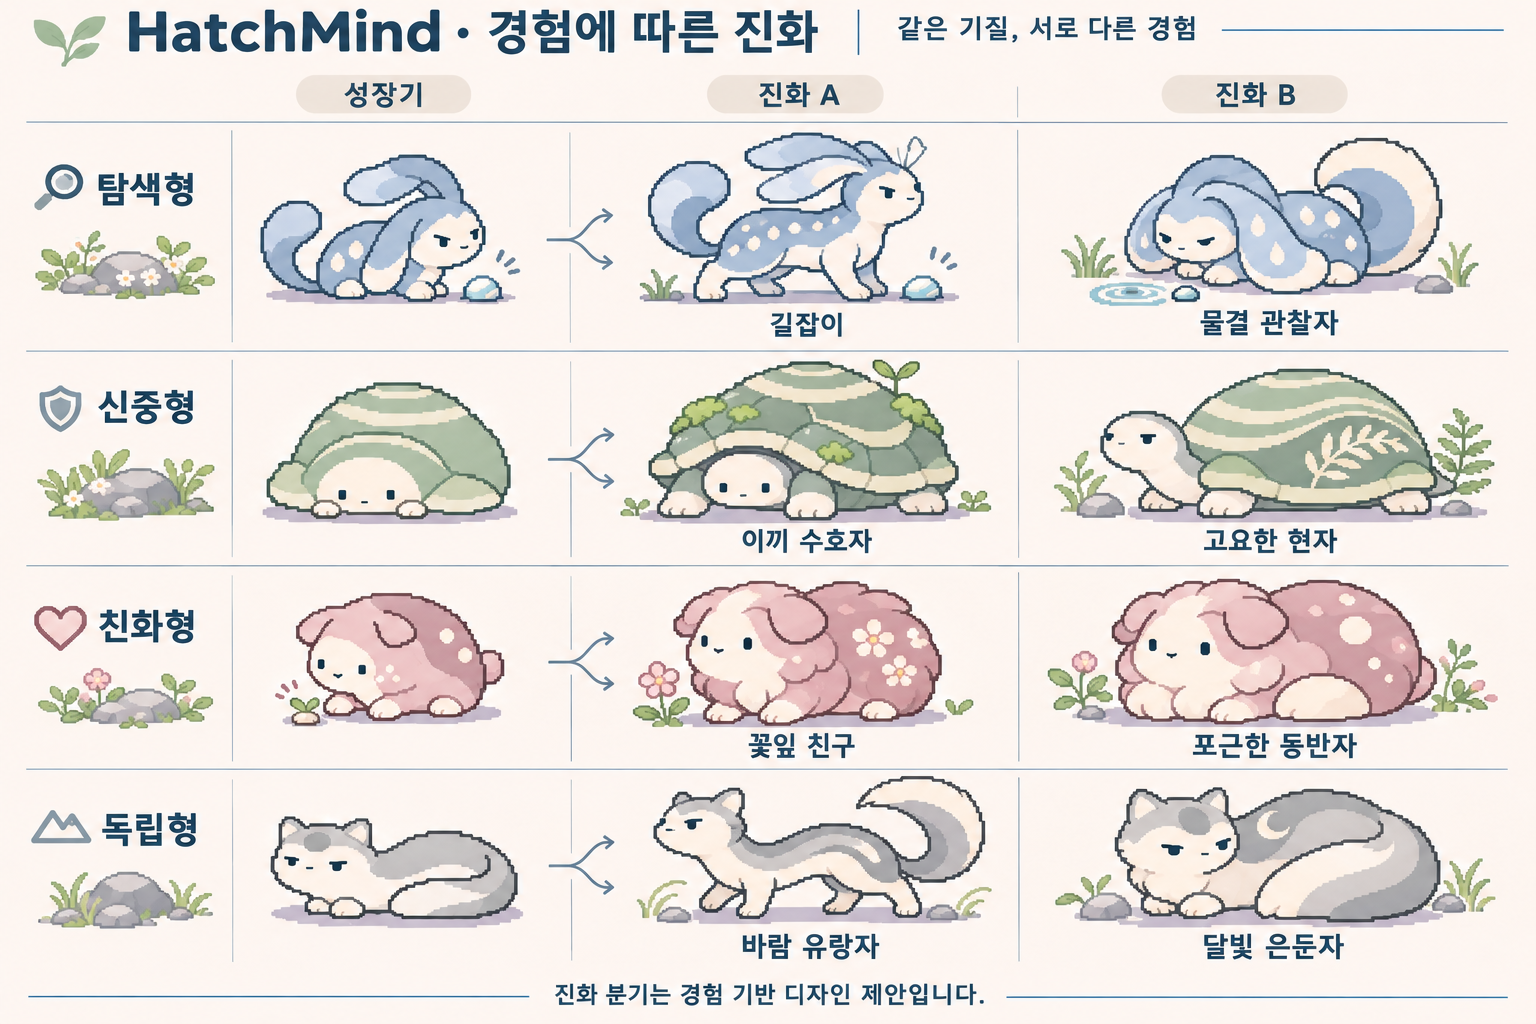 HatchMind · 경험에 따른 진화
같은 기질, 서로 다른 경험
성장기
진화 A
진화 B
탐색형
길잡이
물결 관찰자
신중형
이끼 수호자
고요한 현자
친화형
꽃잎 친구
포근한 동반자
독립형
바람 유랑자
달빛 은둔자
진화 분기는 경험 기반 디자인 제안입니다.